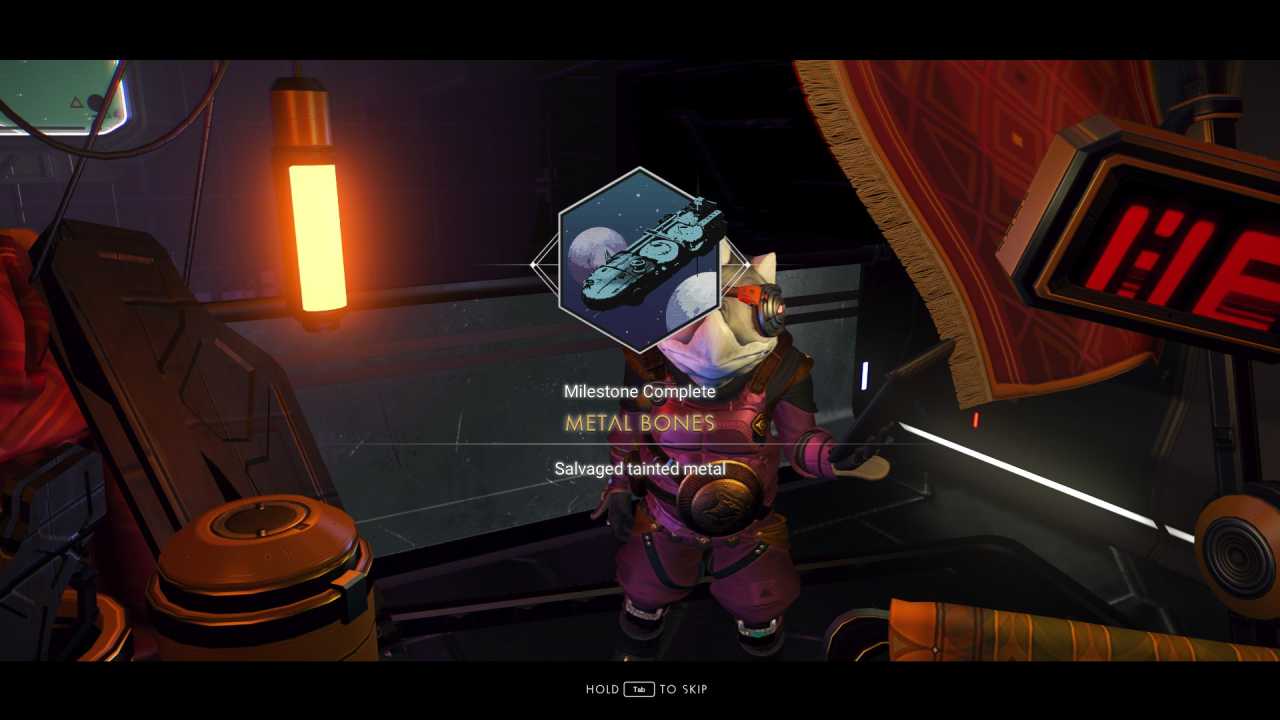 Milestone Complete
METAL BONES
Salvaged tainted metal
HOLD Tab TO SKIP